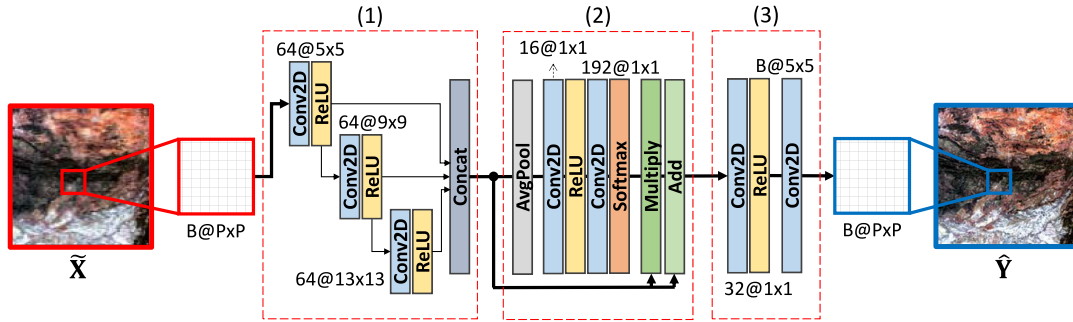 (1)
(2)
(3)
64@5x5
Conv2D
ReLU
64@9x9
Conv2D
ReLU
64@13x13
Conv2D
ReLU
Concat
16@1x1
192@1x1
AvgPool
Conv2D
ReLU
Conv2D
Softmax
Multiply
Add
B@5x5
Conv2D
ReLU
Conv2D
32@1x1
B@PxP
B@PxP
X̃
Ŷ